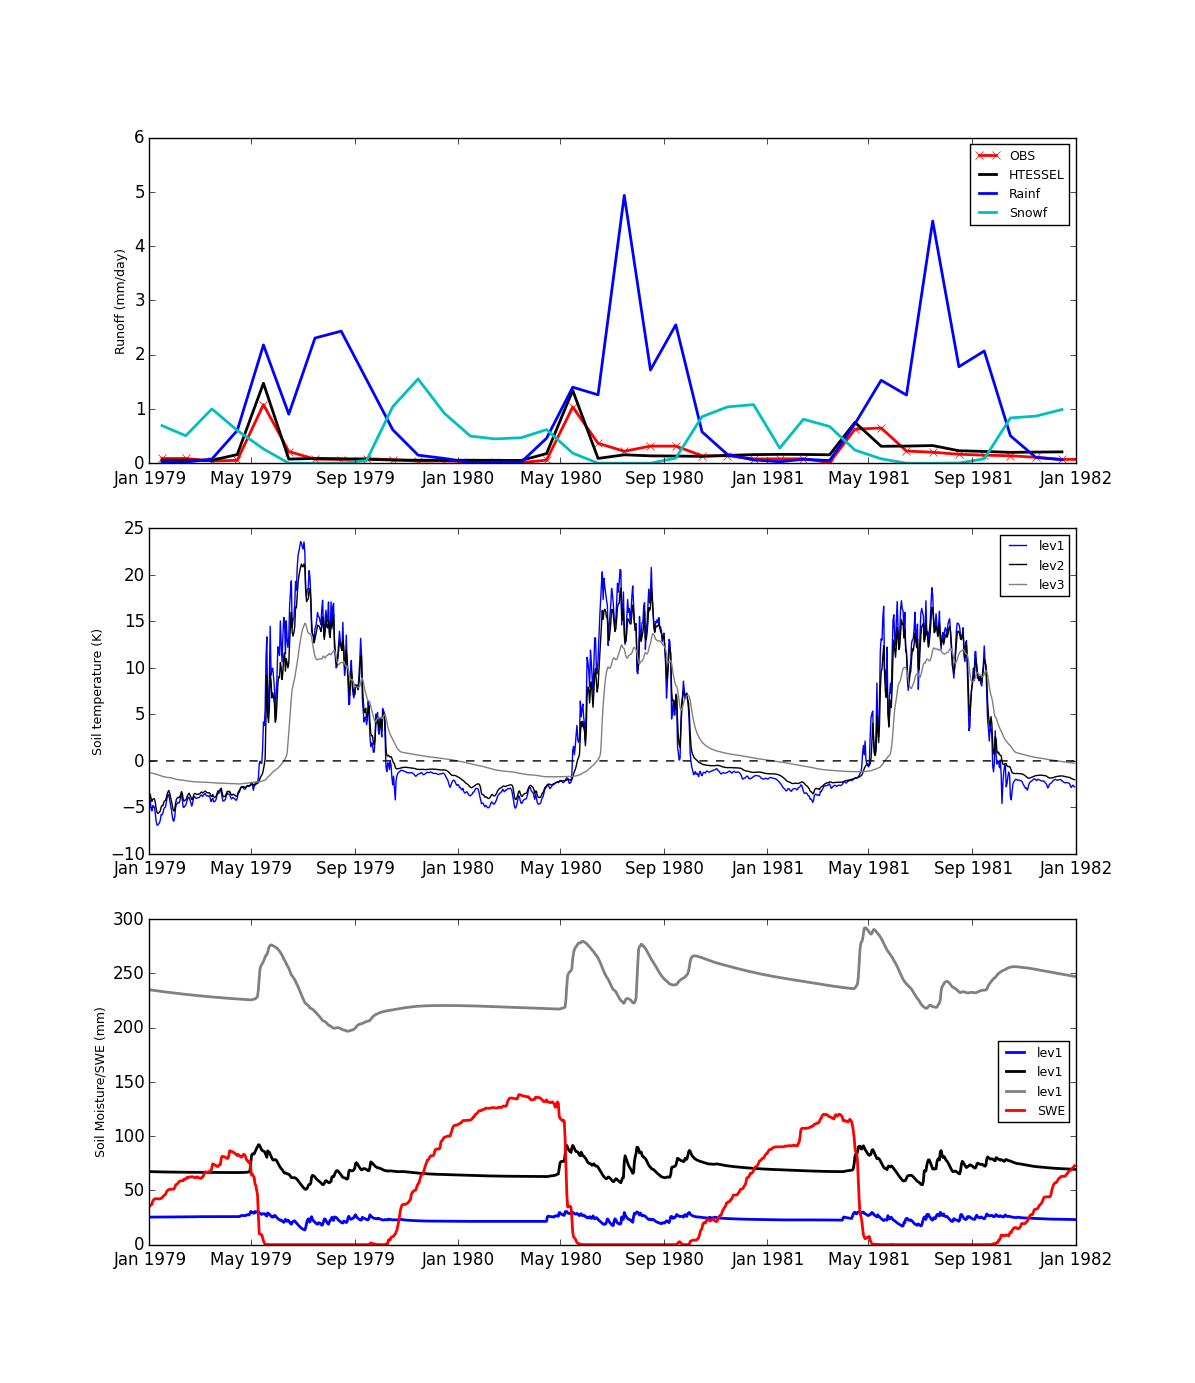 6
5
4
3
2
1
0
Runoff (mm/day)
OBS
HTESSEL
Rainf
Snowf
Jan 1979 May 1979 Sep 1979 Jan 1980 May 1980 Sep 1980 Jan 1981 May 1981 Sep 1981 Jan 1982
25
20
15
10
5
0
−5
−10
Soil temperature (K)
lev1
lev2
lev3
Jan 1979 May 1979 Sep 1979 Jan 1980 May 1980 Sep 1980 Jan 1981 May 1981 Sep 1981 Jan 1982
300
250
200
150
100
50
0
Soil Moisture/SWE (mm)
lev1
lev1
lev1
SWE
Jan 1979 May 1979 Sep 1979 Jan 1980 May 1980 Sep 1980 Jan 1981 May 1981 Sep 1981 Jan 1982